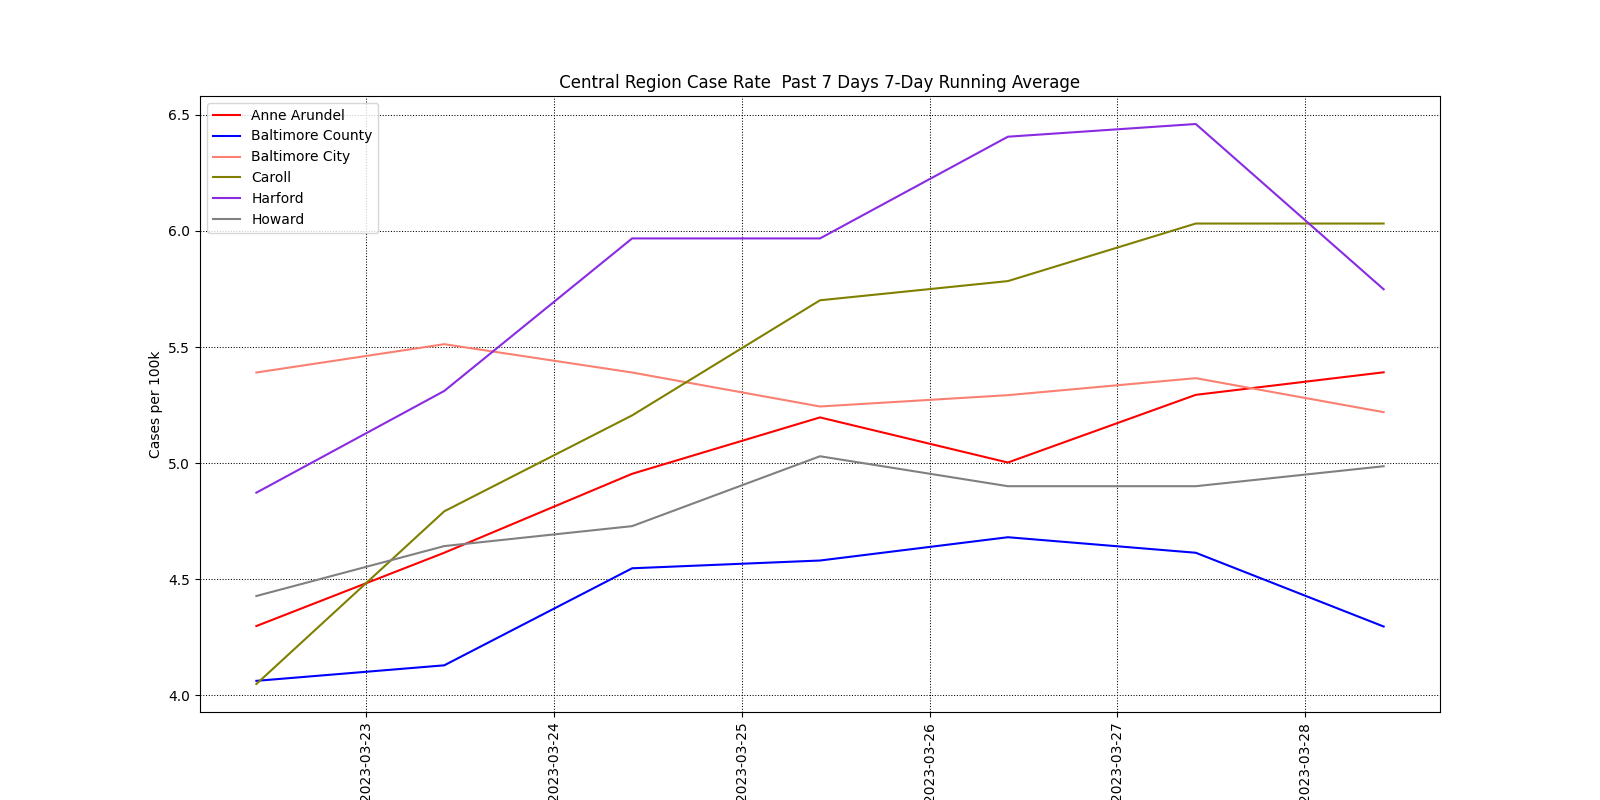 Central Region Case Rate  Past 7 Days 7-Day Running Average
Anne Arundel
Baltimore County
Baltimore City
Caroll
Harford
Howard
Cases per 100k
6.5
6.0
5.5
5.0
4.5
4.0
2023-03-23
2023-03-24
2023-03-25
2023-03-26
2023-03-27
2023-03-28